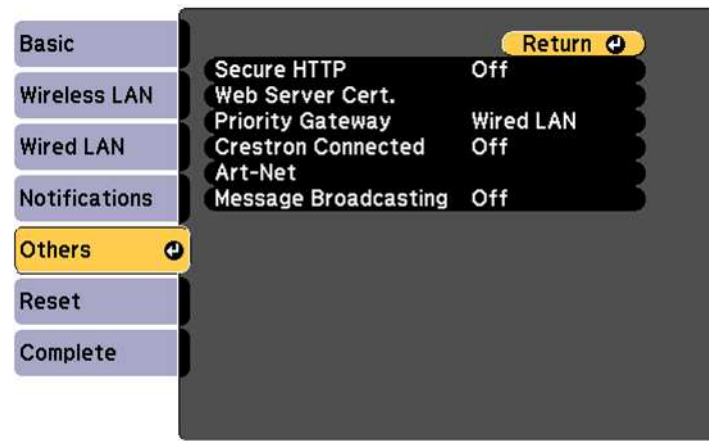 Basic
Wireless LAN
Wired LAN
Notifications
Others
Reset
Complete
Return
Secure HTTP Off
Web Server Cert.
Priority Gateway Wired LAN
Crestron Connected Off
Art-Net
Message Broadcasting Off